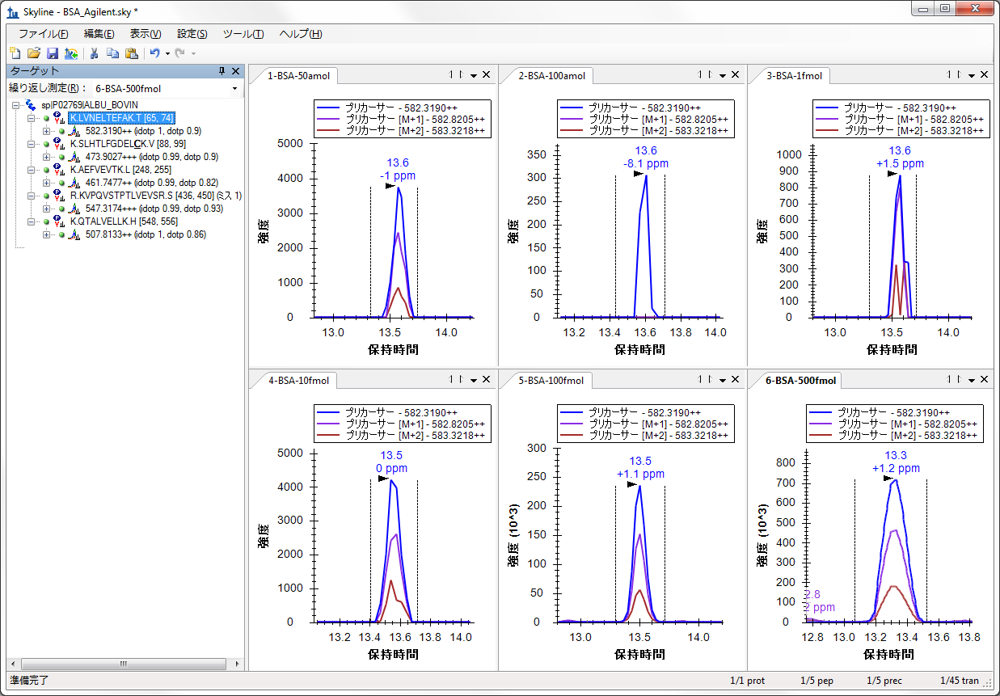 Skyline - BSA_Agilent.sky *
ファイル(F) 編集(E) 表示(V) 設定(S) ツール(T) ヘルプ(H)
ターゲット
繰り返し測定(R)： 6-BSA-500fmol
sp|P02769|ALBU_BOVIN
K.LVNELTEFAK.T [65, 74]
582.3190++ (idotp 1, dotp 0.9)
K.SLHTLFGDELCK.V [88, 99]
473.9027+++ (idotp 0.99, dotp 0.9)
K.AEFVEVTK.L [248, 255]
461.7477++ (idotp 0.99, dotp 0.82)
R.KVPQVSTPTLVEVSR.S [436, 450] (ミス 1)
547.3174+++ (idotp 0.99, dotp 0.93)
K.QTALVELLK.H [548, 556]
507.8133++ (idotp 1, dotp 0.86)
1-BSA-50amol
プリカーサー - 582.3190++
プリカーサー [M+1] - 582.8205++
プリカーサー [M+2] - 583.3218++
13.6
-1 ppm
5000
4000
3000
2000
1000
0
強度
13.0 13.5 14.0
保持時間
2-BSA-100amol
プリカーサー - 582.3190++
プリカーサー [M+1] - 582.8205++
プリカーサー [M+2] - 583.3218++
13.6
-8.1 ppm
350
300
250
200
150
100
50
0
強度
13.2 13.4 13.6 13.8 14.0
保持時間
3-BSA-1fmol
プリカーサー - 582.3190++
プリカーサー [M+1] - 582.8205++
プリカーサー [M+2] - 583.3218++
13.6
+1.5 ppm
1000
900
800
700
600
500
400
300
200
100
0
強度
13.0 13.5 14.0
保持時間
4-BSA-10fmol
プリカーサー - 582.3190++
プリカーサー [M+1] - 582.8205++
プリカーサー [M+2] - 583.3218++
13.5
0 ppm
5000
4000
3000
2000
1000
0
強度
13.2 13.4 13.6 13.8 14.0
保持時間
5-BSA-100fmol
プリカーサー - 582.3190++
プリカーサー [M+1] - 582.8205++
プリカーサー [M+2] - 583.3218++
13.5
+1.1 ppm
300
250
200
150
100
50
0
強度 (10^3)
13.0 13.5 14.0
保持時間
6-BSA-500fmol
プリカーサー - 582.3190++
プリカーサー [M+1] - 582.8205++
プリカーサー [M+2] - 583.3218++
13.3
+1.2 ppm
800
700
600
500
400
300
200
100
0
2.8
2 ppm
強度 (10^3)
12.8 13.0 13.2 13.4 13.6 13.8
保持時間
準備完了 1/1 prot 1/5 pep 1/5 prec 1/45 tran